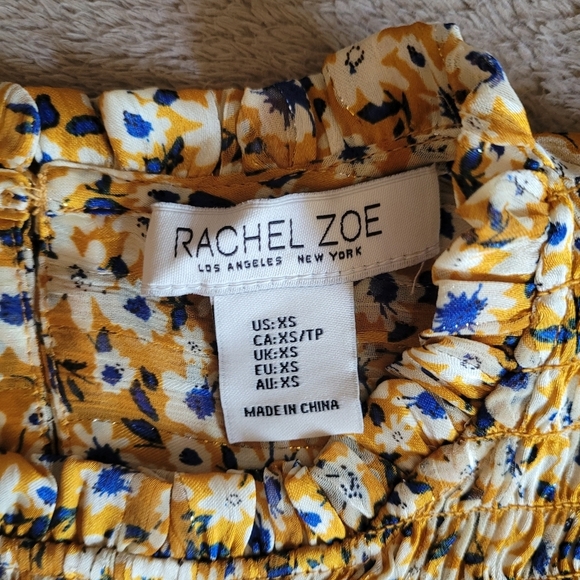 RACHEL ZOE
LOS ANGELES NEW YORK
US:XS
CA:XS/TP
UK:XS
EU:XS
AU:XS
MADE IN CHINA